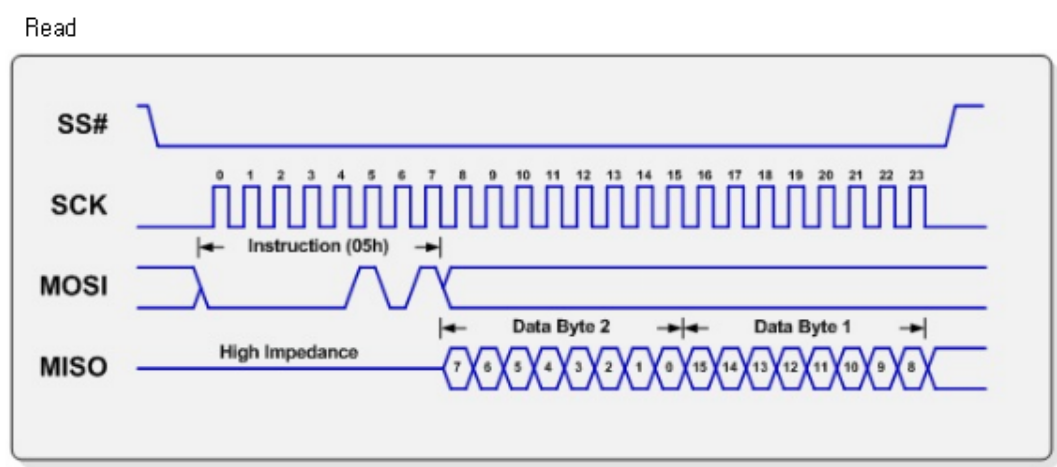 Read
SS#
0 1 2 3 4 5 6 7 8 9 10 11 12 13 14 15 16 17 18 19 20 21 22 23
SCK
Instruction (05h)
MOSI
Data Byte 2 Data Byte 1
High Impedance
MISO
7 6 5 4 3 2 1 0 15 14 13 12 11 10 9 8